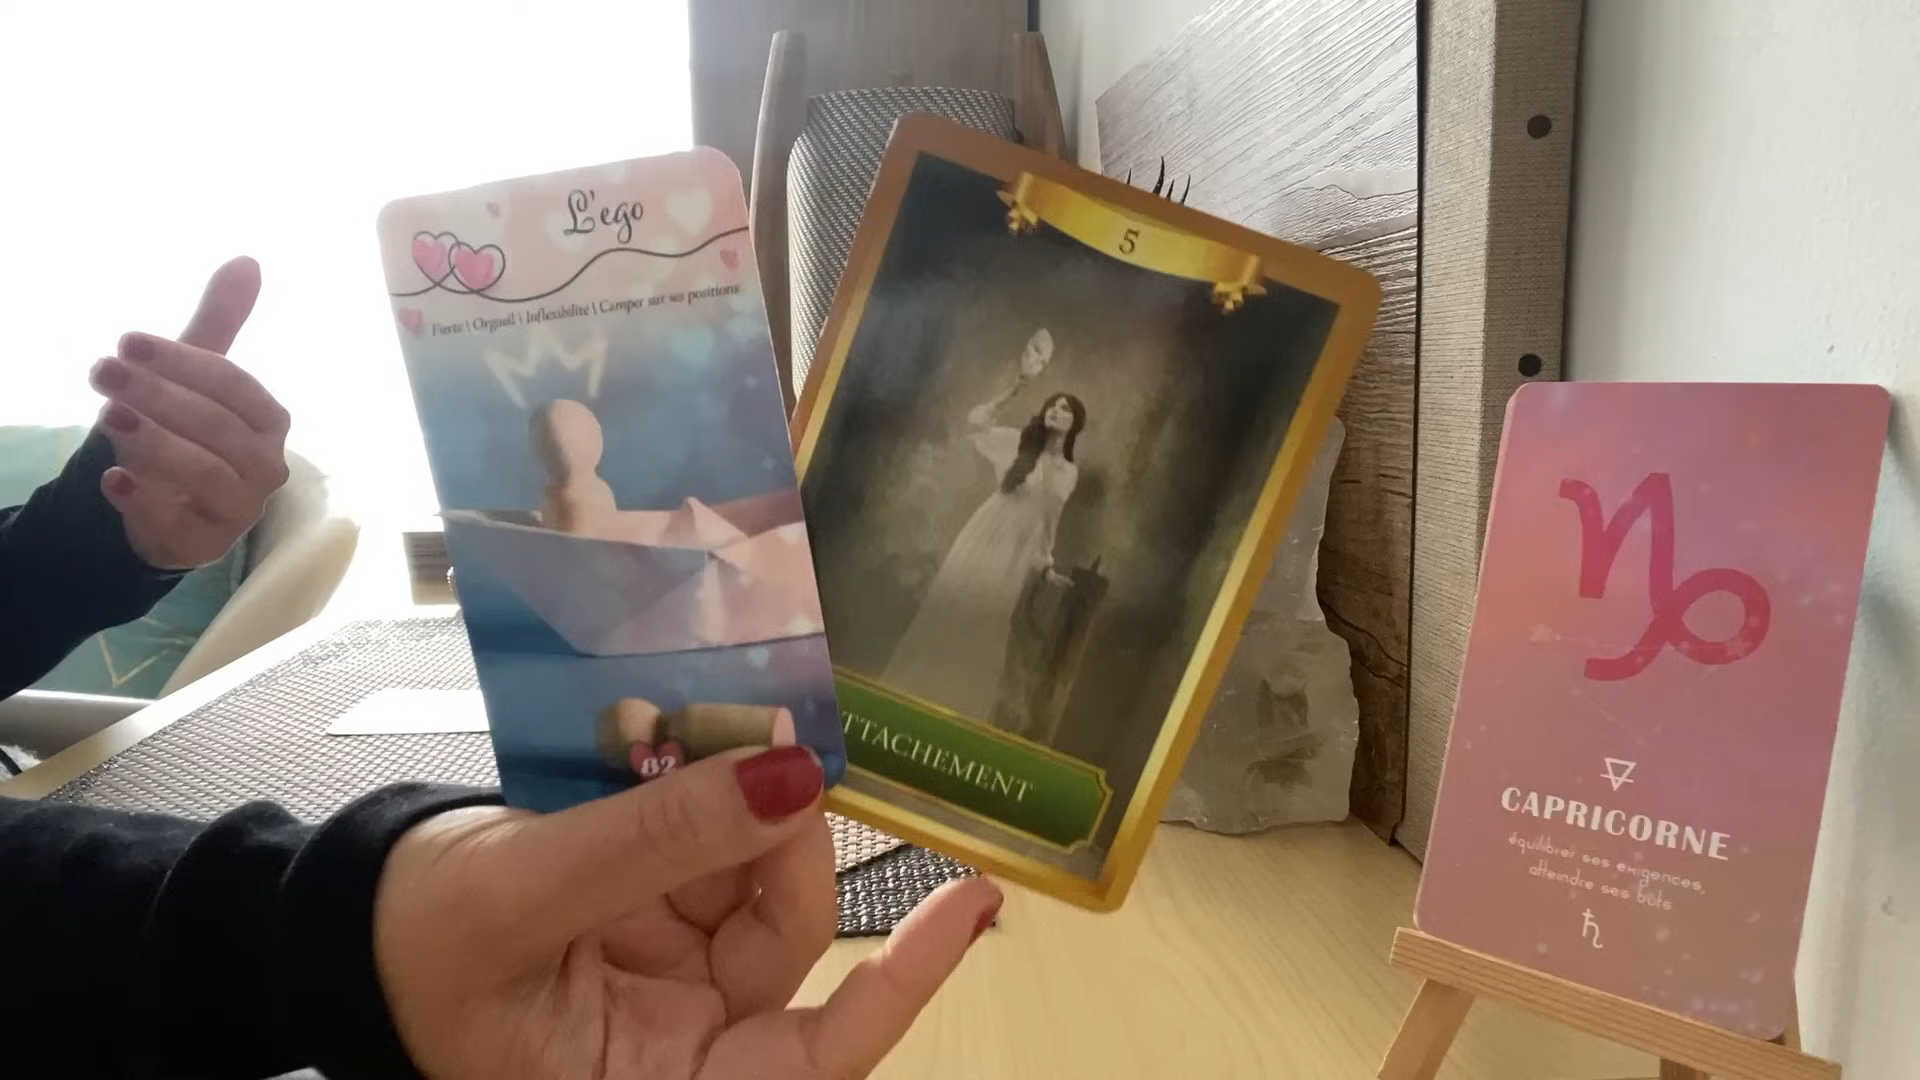 L'ego
Fierté \ Orgueil \ Inflexibilité \ Camper sur ses positions
82
5
TTACHEMENT
CAPRICORNE
équilibrer ses exigences,
atteindre ses buts